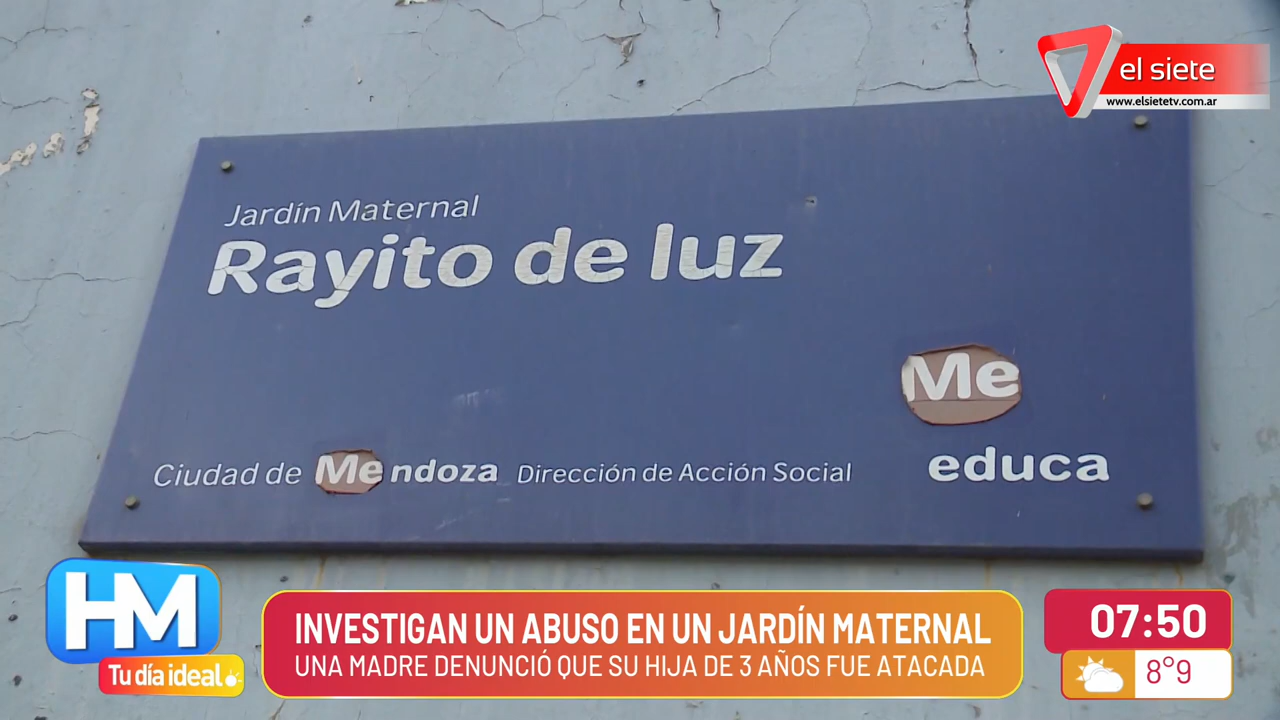 el siete
www.elsietetv.com.ar
Jardín Maternal
Rayito de luz
Me
educa
Ciudad de Mendoza Dirección de Acción Social
HM
Tu día ideal
INVESTIGAN UN ABUSO EN UN JARDÍN MATERNAL
UNA MADRE DENUNCIÓ QUE SU HIJA DE 3 AÑOS FUE ATACADA
07:50
8°9